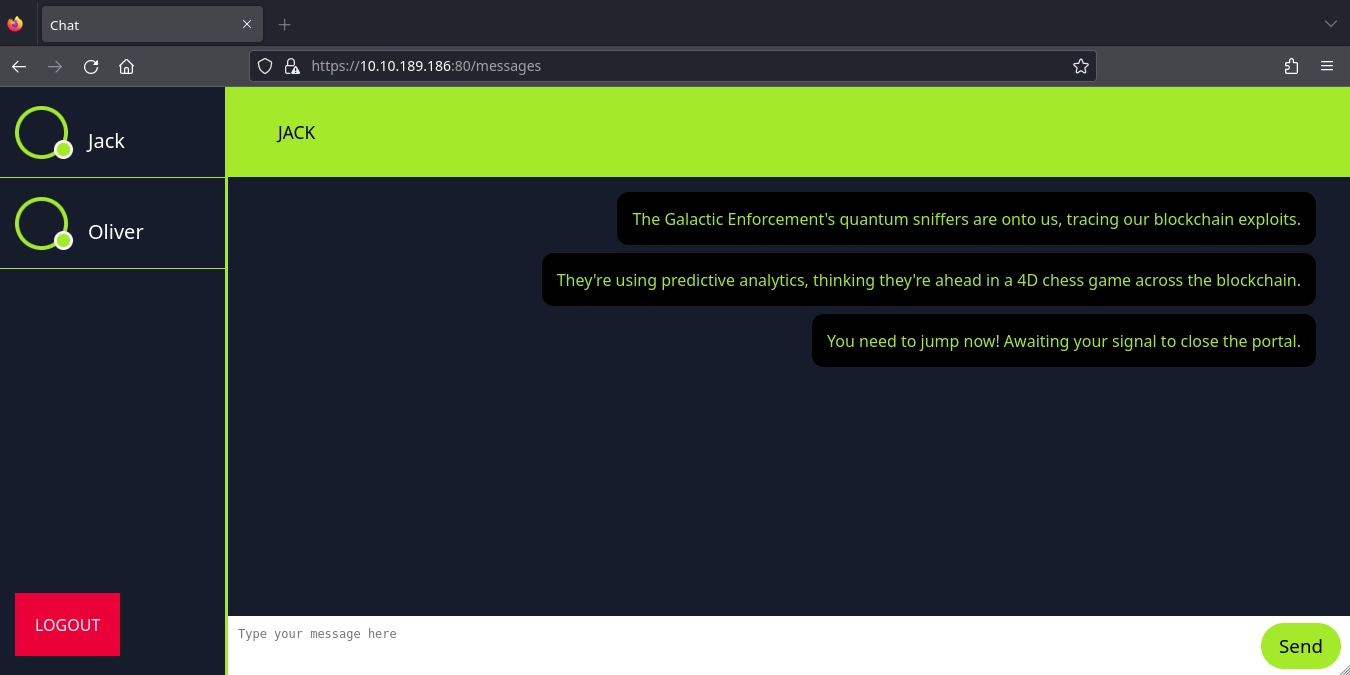 Chat
https://10.10.189.186:80/messages
Jack
JACK
Oliver
The Galactic Enforcement's quantum sniffers are onto us, tracing our blockchain exploits.
They're using predictive analytics, thinking they're ahead in a 4D chess game across the blockchain.
You need to jump now! Awaiting your signal to close the portal.
LOGOUT
Type your message here
Send